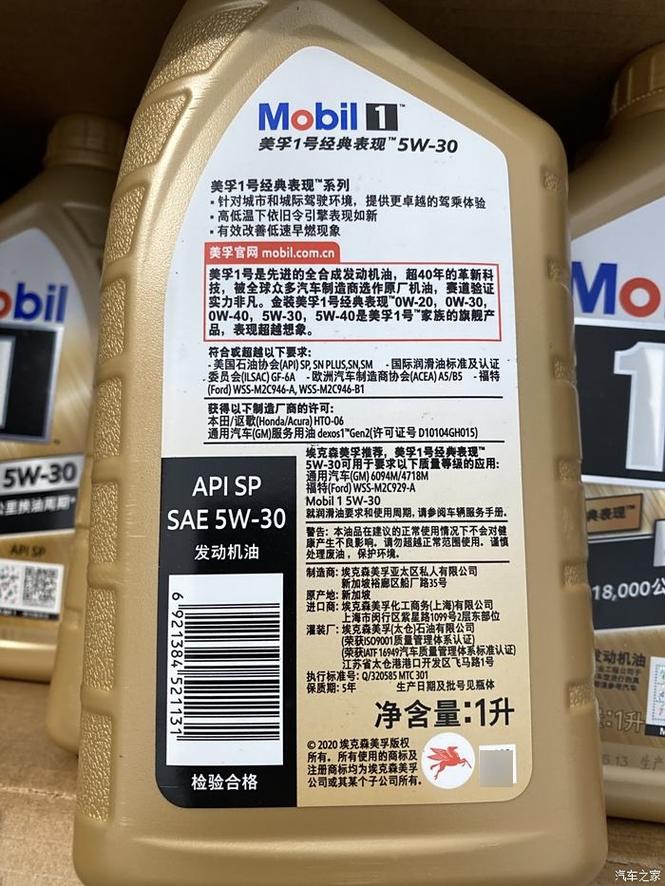 Mobil 1™
美孚1号经典表现™5W-30
美孚1号经典表现™系列
▪ 针对城市和城际驾驶环境，提供更卓越的驾乘体验
▪ 高低温下依旧令引擎表现如新
▪ 有效改善低速早燃现象
美孚官网 mobil.com.cn
美孚1号是先进的全合成发动机油，超40年的革新科
技，被全球众多汽车制造商选作原厂机油，赛道验证
实力非凡。金装美孚1号经典表现™0W-20，0W-30，
0W-40，5W-30，5W-40是美孚1号™家族的旗舰产
品，表现超越想象。
符合或超越以下要求:
- 美国石油协会(API) SP, SN PLUS,SN,SM - 国际润滑油标准及认证
委员会(ILSAC) GF-6A - 欧洲汽车制造商协会(ACEA) A5/B5 - 福特
(Ford) WSS-M2C946-A, WSS-M2C946-B1
获得以下制造厂商的许可:
本田/讴歌(Honda/Acura) HTO-06
通用汽车(GM)服务用油 dexos1™Gen2(许可证号 D10104GH015)
埃克森美孚推荐，美孚1号经典表现™
5W-30可用于要求以下质量等级的应用:
通用汽车(GM) 6094M/4718M
福特(Ford) WSS-M2C929-A
Mobil 1 5W-30
就润滑油要求和使用周期, 请参阅车辆服务手册.
警告: 本油品在建议的正常使用情况下不会对健
康产生不良影响。请勿超越正常范围使用。谨慎
处理废油，保护环境.
API SP
SAE 5W-30
发动机油
制造商: 埃克森美孚亚太区私人有限公司
新加坡裕廊区船厂路35号
原产地: 新加坡
进口商: 埃克森美孚化工商务(上海)有限公司
上海市闵行区紫星路1099号2层东部位
灌装厂: 埃克森美孚(太仓)石油有限公司
(荣获ISO9001质量管理体系认证)
(荣获IATF 16949汽车质量管理体系标准认证)
江苏省太仓港港口开发区飞马路1号
执行标准号: Q/320585 MTC 301
保质期: 5年 生产日期及批号见瓶体
净含量:1升
6 921384 521131
检验合格
© 2020 埃克森美孚版权
所有。所有使用的商标及
注册商标均为埃克森美孚
公司或其某个子公司所有.
obil
1
5W-30
公里换油周期*
API SP
Mo
1
典表现™
18,000公
发动机油
:1升
汽车之家